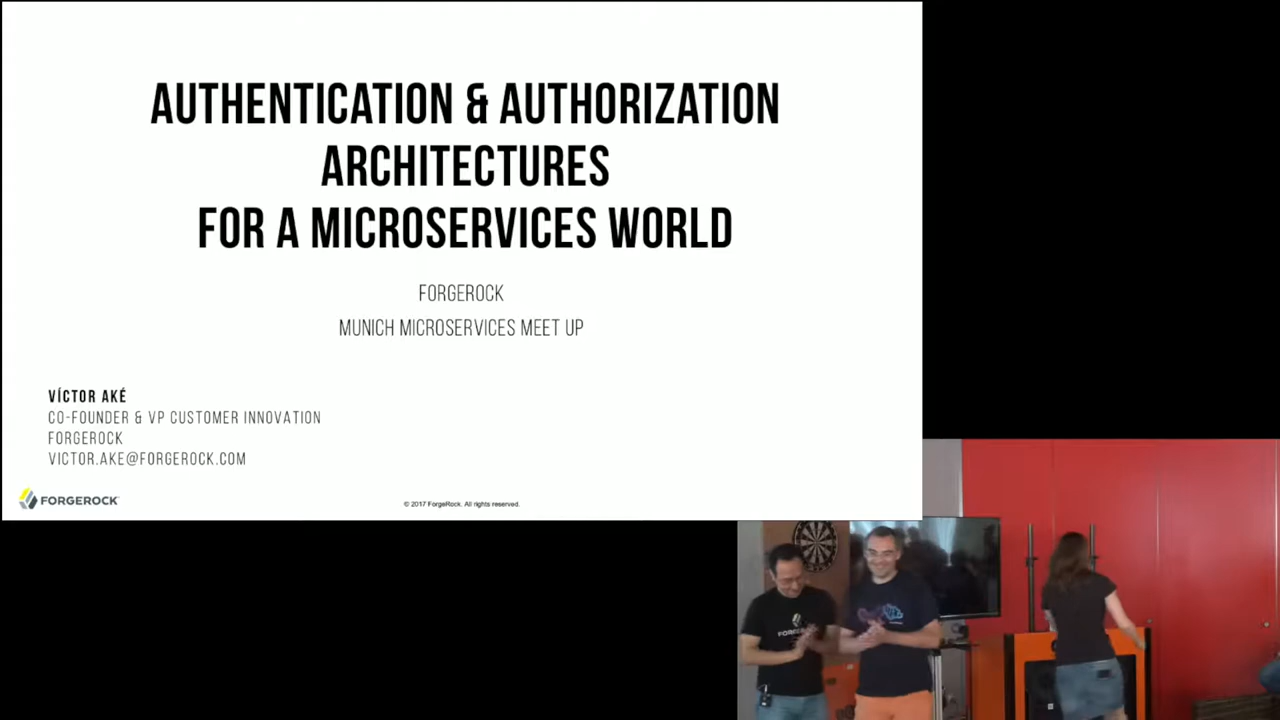 AUTHENTICATION & AUTHORIZATION
ARCHITECTURES
FOR A MICROSERVICES WORLD
FORGEROCK
MUNICH MICROSERVICES MEET UP
VÍCTOR AKÉ
CO-FOUNDER & VP CUSTOMER INNOVATION
FORGEROCK
VICTOR.AKE@FORGEROCK.COM
FORGEROCK
© 2017 ForgeRock. All rights reserved.